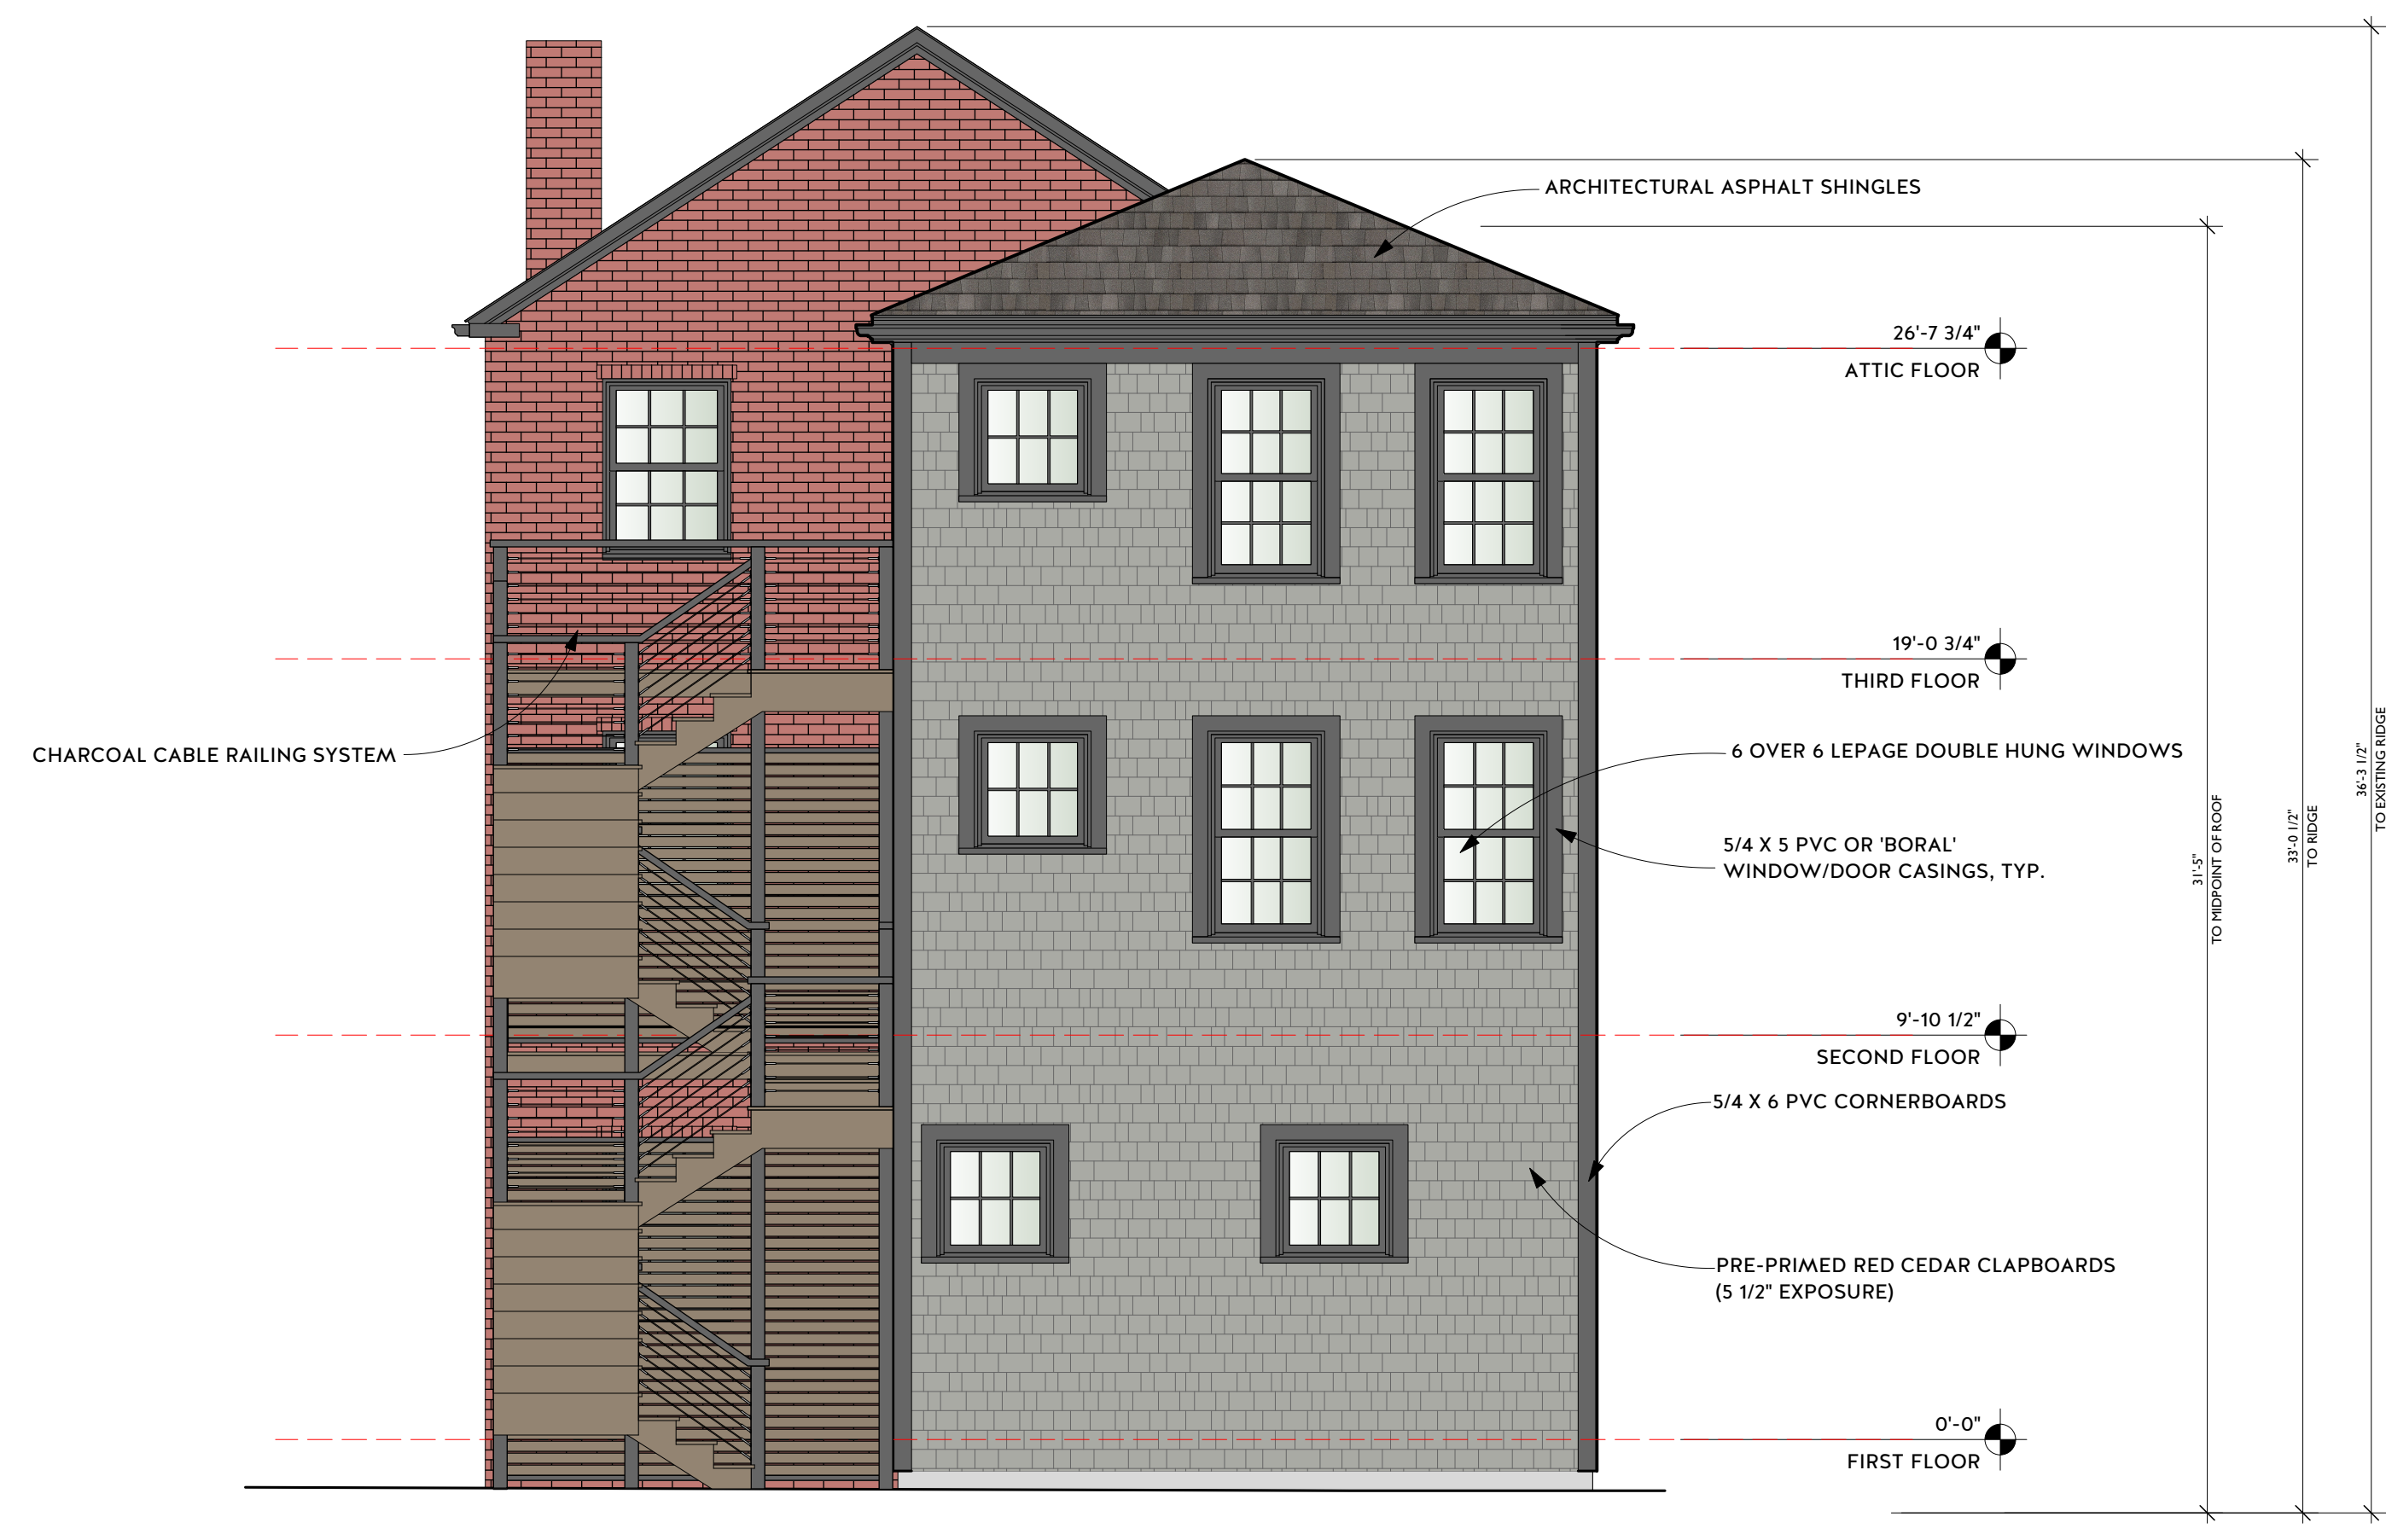 ARCHITECTURAL ASPHALT SHINGLES
26'-7 3/4"
ATTIC FLOOR
19'-0 3/4"
THIRD FLOOR
CHARCOAL CABLE RAILING SYSTEM
6 OVER 6 LEPAGE DOUBLE HUNG WINDOWS
5/4 X 5 PVC OR 'BORAL'
WINDOW/DOOR CASINGS, TYP.
31'-5"
TO MIDPOINT OF ROOF
33'-0 1/2"
TO RIDGE
36'-3 1/2"
TO EXISTING RIDGE
9'-10 1/2"
SECOND FLOOR
5/4 X 6 PVC CORNERBOARDS
PRE-PRIMED RED CEDAR CLAPBOARDS
(5 1/2" EXPOSURE)
0'-0"
FIRST FLOOR